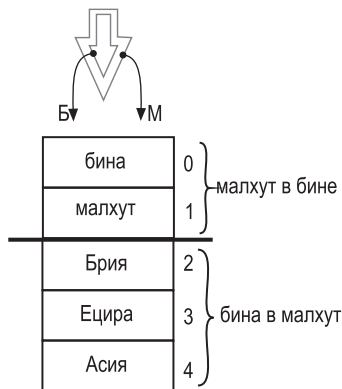 Б М
бина 0
малхут 1
малхут в бине
Брия 2
Ецира 3
бина в малхут
Асия 4